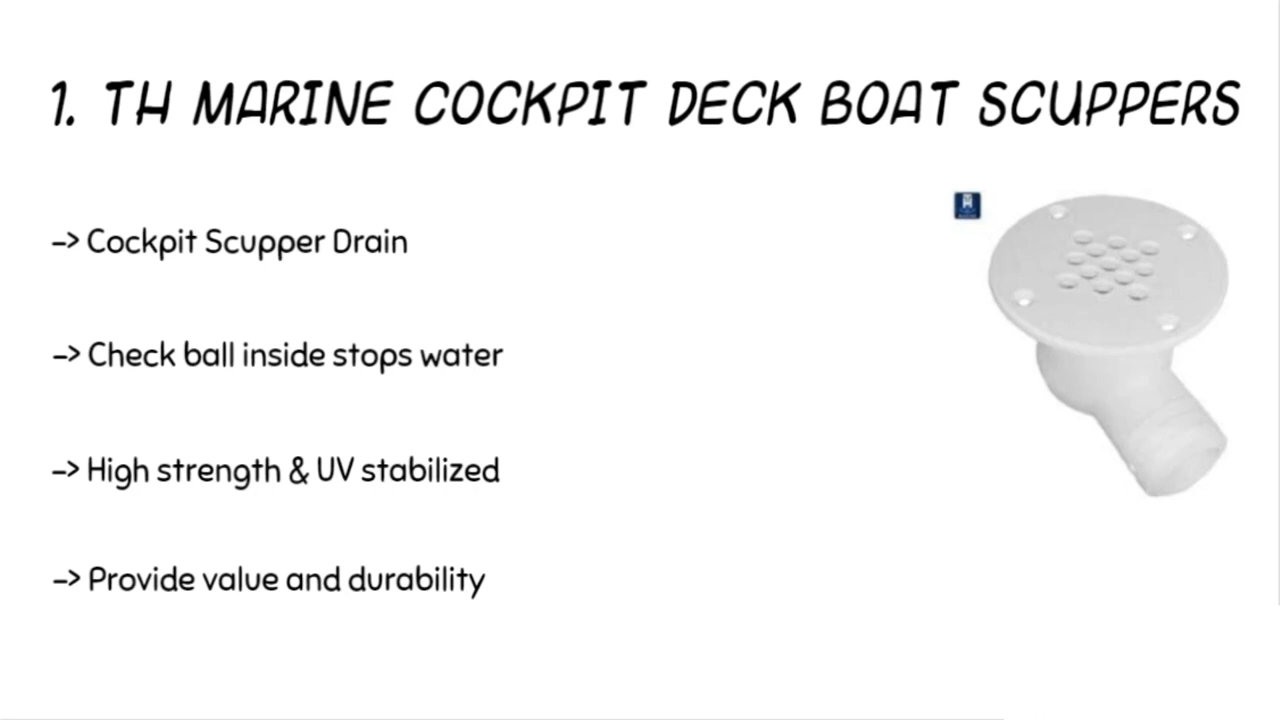 1. TH MARINE COCKPIT DECK BOAT SCUPPERS
-> Cockpit Scupper Drain
-> Check ball inside stops water
-> High strength & UV stabilized
-> Provide value and durability